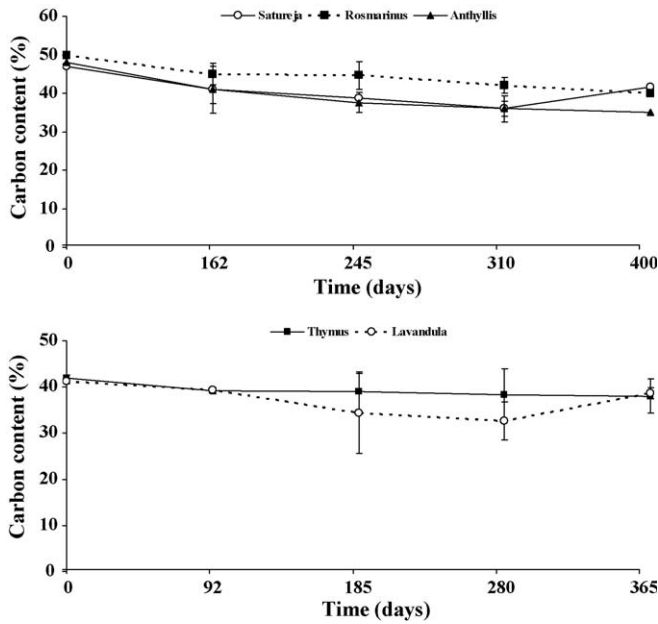 Satureja Rosmarinus Anthyllis
60
50
40
30
20
10
0
Carbon content (%)
0 162 245 310 400
Time (days)
Thymus Lavandula
50
40
30
20
10
0
Carbon content (%)
0 92 185 280 365
Time (days)